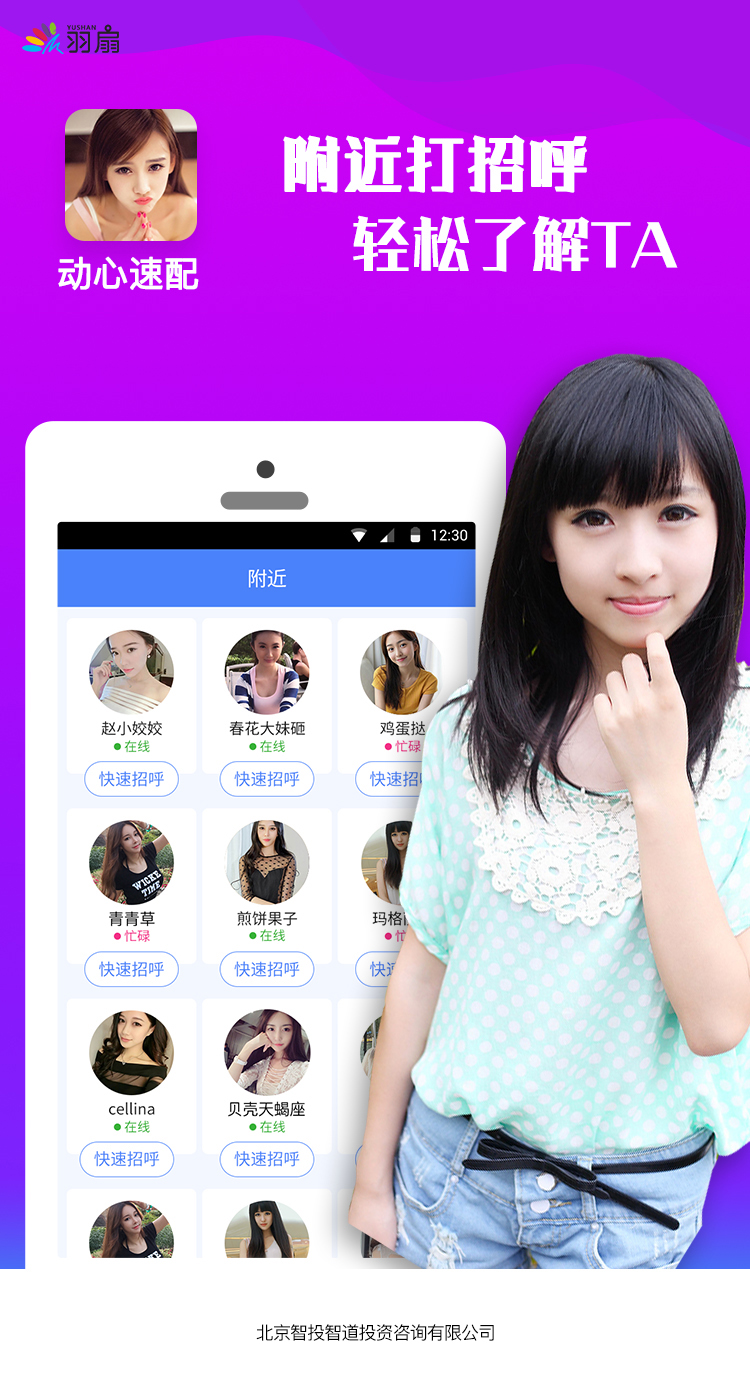 YUSHAN
羽扇
附近打招呼
轻松了解TA
动心速配
12:30
附近
赵小姣姣
春花大妹砸
鸡蛋挞
在线
在线
忙碌
快速招呼
快速招呼
快速招
WICKE
TIME
青青草
煎饼果子
玛格
忙碌
在线
忙
快速招呼
快速招呼
快
cellina
贝壳天蝎座
在线
在线
快速招呼
快速招呼
北京智投智道投资咨询有限公司